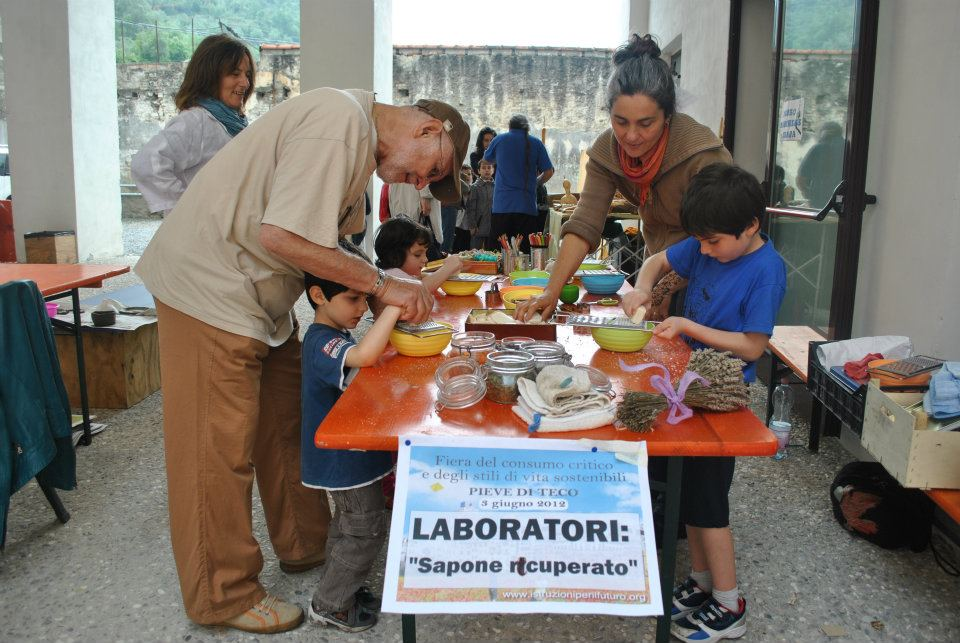 Fiera del consumo critico
e degli stili di vita sostenibili
PIEVE DI TECO
3 giugno 2012
LABORATORI:
"Sapone ricuperato"
www.istruzioniperilfuturo.org